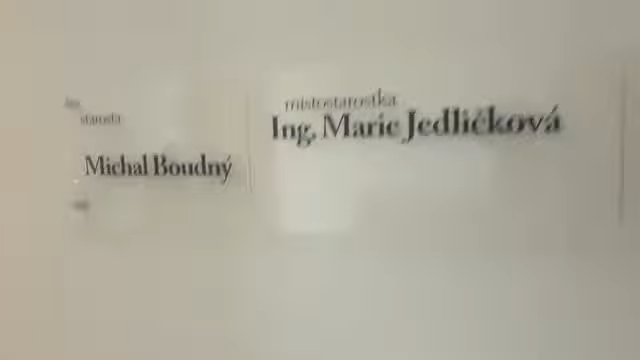 starosta
Michal Boudný
místostarostka
Ing. Marie Jedličková